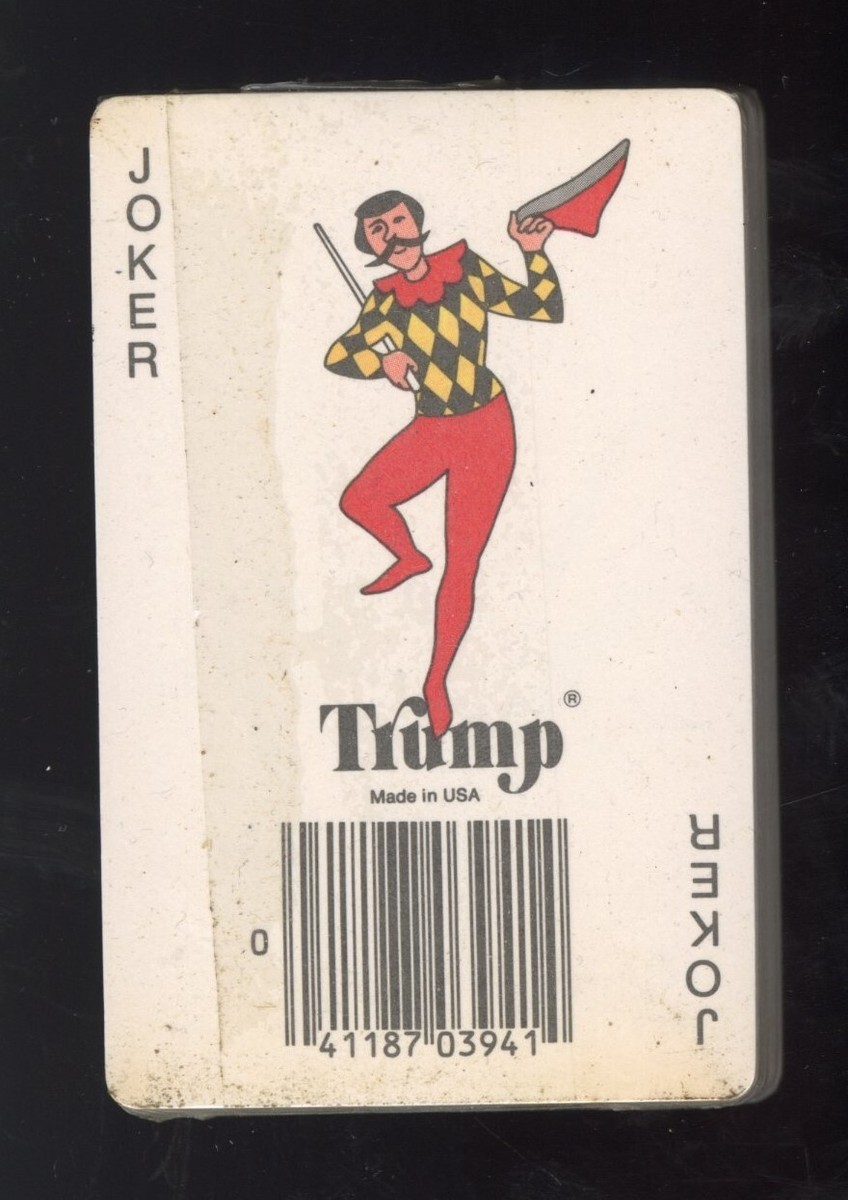 JOKER
Trump®
Made in USA
0
41187 03941
JOKER